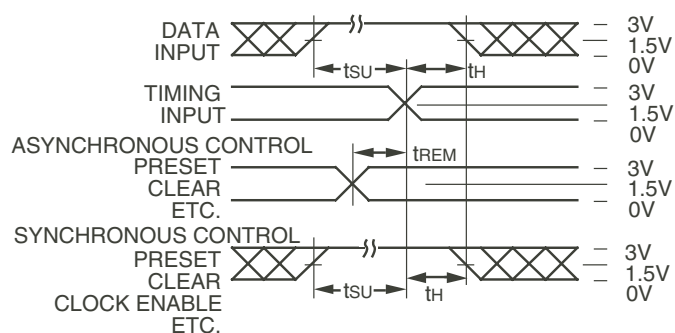 DATA
INPUT
3V
1.5V
0V
tSU
tH
TIMING
INPUT
3V
1.5V
0V
ASYNCHRONOUS CONTROL
PRESET
CLEAR
ETC.
tREM
3V
1.5V
0V
SYNCHRONOUS CONTROL
PRESET
CLEAR
CLOCK ENABLE
ETC.
tSU
tH
3V
1.5V
0V